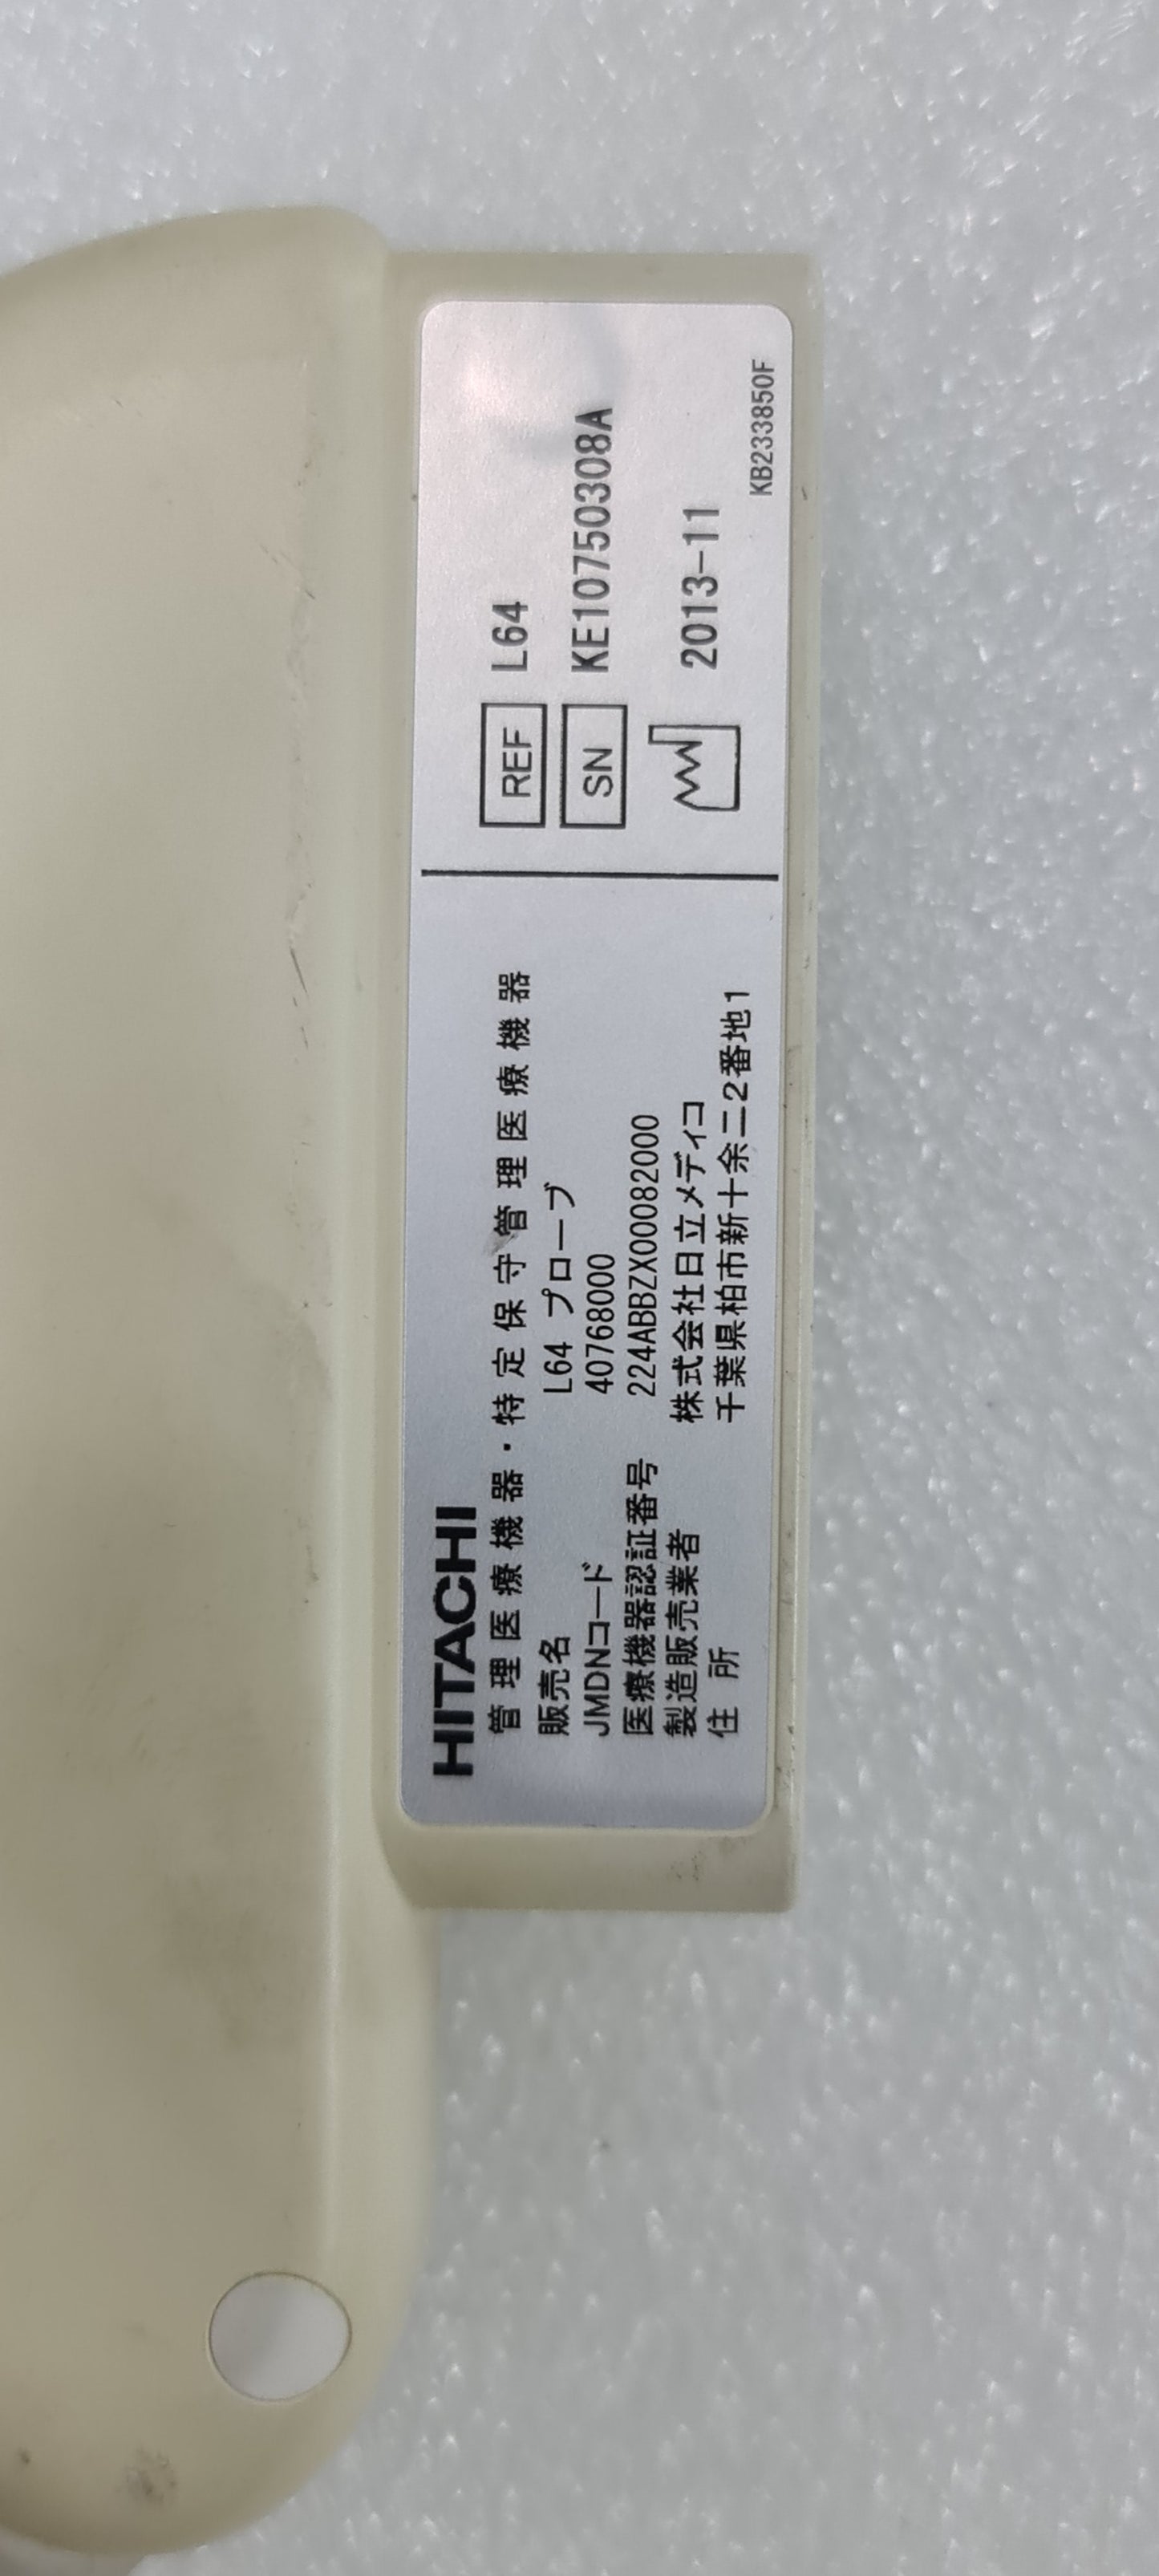 HITACHI
管理医療機器・特定保守管理医療機器
販売名 L64 プローブ
JMDNコード 40768000
医療機器認証番号 224ABBZX00082000
製造販売業者 株式会社日立メディコ
住所 千葉県柏市新十余二2番地1
REF L64
SN KE10750308A
2013-11
KB233850F